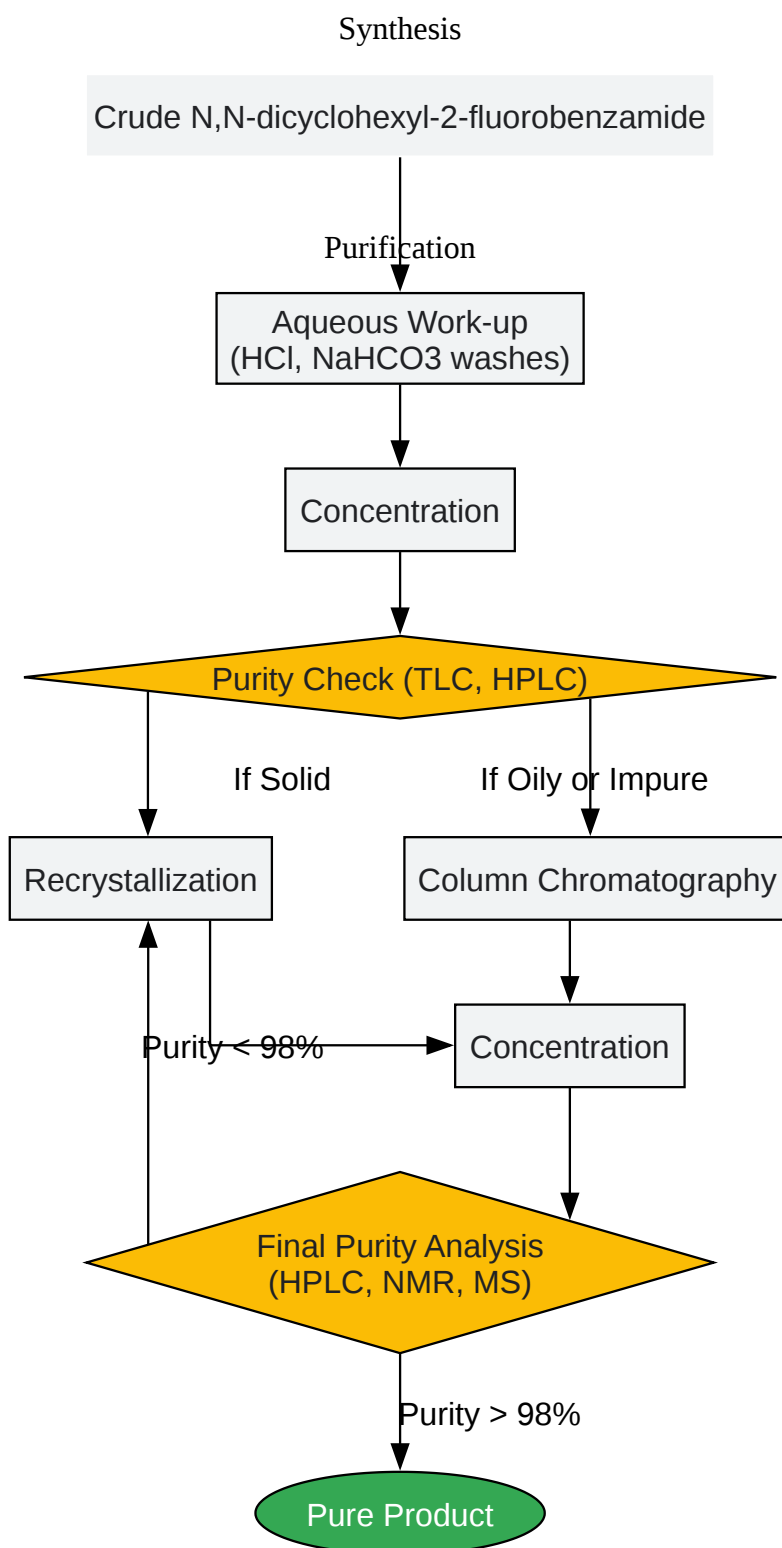 Synthesis
Crude N,N-dicyclohexyl-2-fluorobenzamide
Purification
Aqueous Work-up
(HCl, NaHCO3 washes)
Concentration
Purity Check (TLC, HPLC)
If Solid
If Oily or Impure
Recrystallization
Column Chromatography
Purity < 98%
Concentration
Final Purity Analysis
(HPLC, NMR, MS)
Purity > 98%
Pure Product